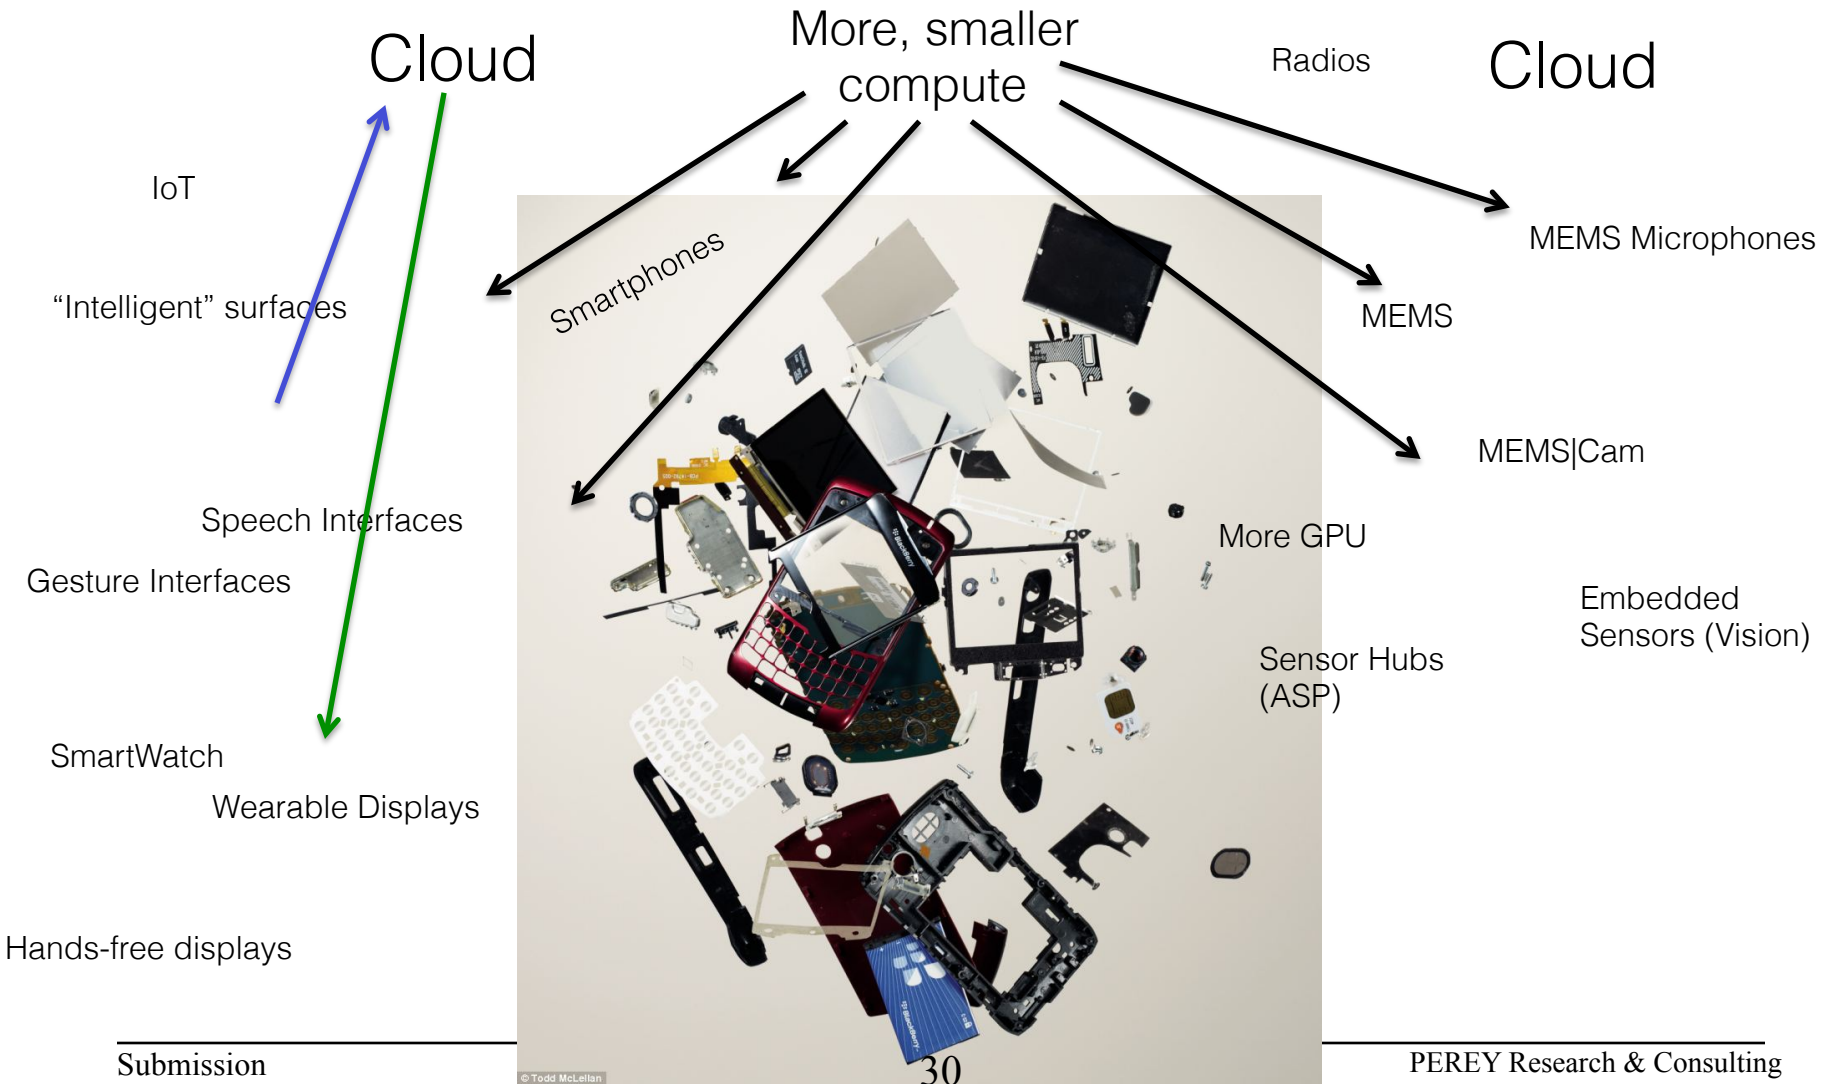 Cloud
More, smaller
compute
Radios
Cloud
IoT
MEMS Microphones
Smartphones
“Intelligent” surfaces
MEMS
MEMS|Cam
Speech Interfaces
More GPU
Gesture Interfaces
BlackBerry
Embedded
Sensors (Vision)
Sensor Hubs
(ASP)
SmartWatch
Wearable Displays
Hands-free displays
BlackBerry
Submission
30
PEREY Research & Consulting
© Todd McLellan